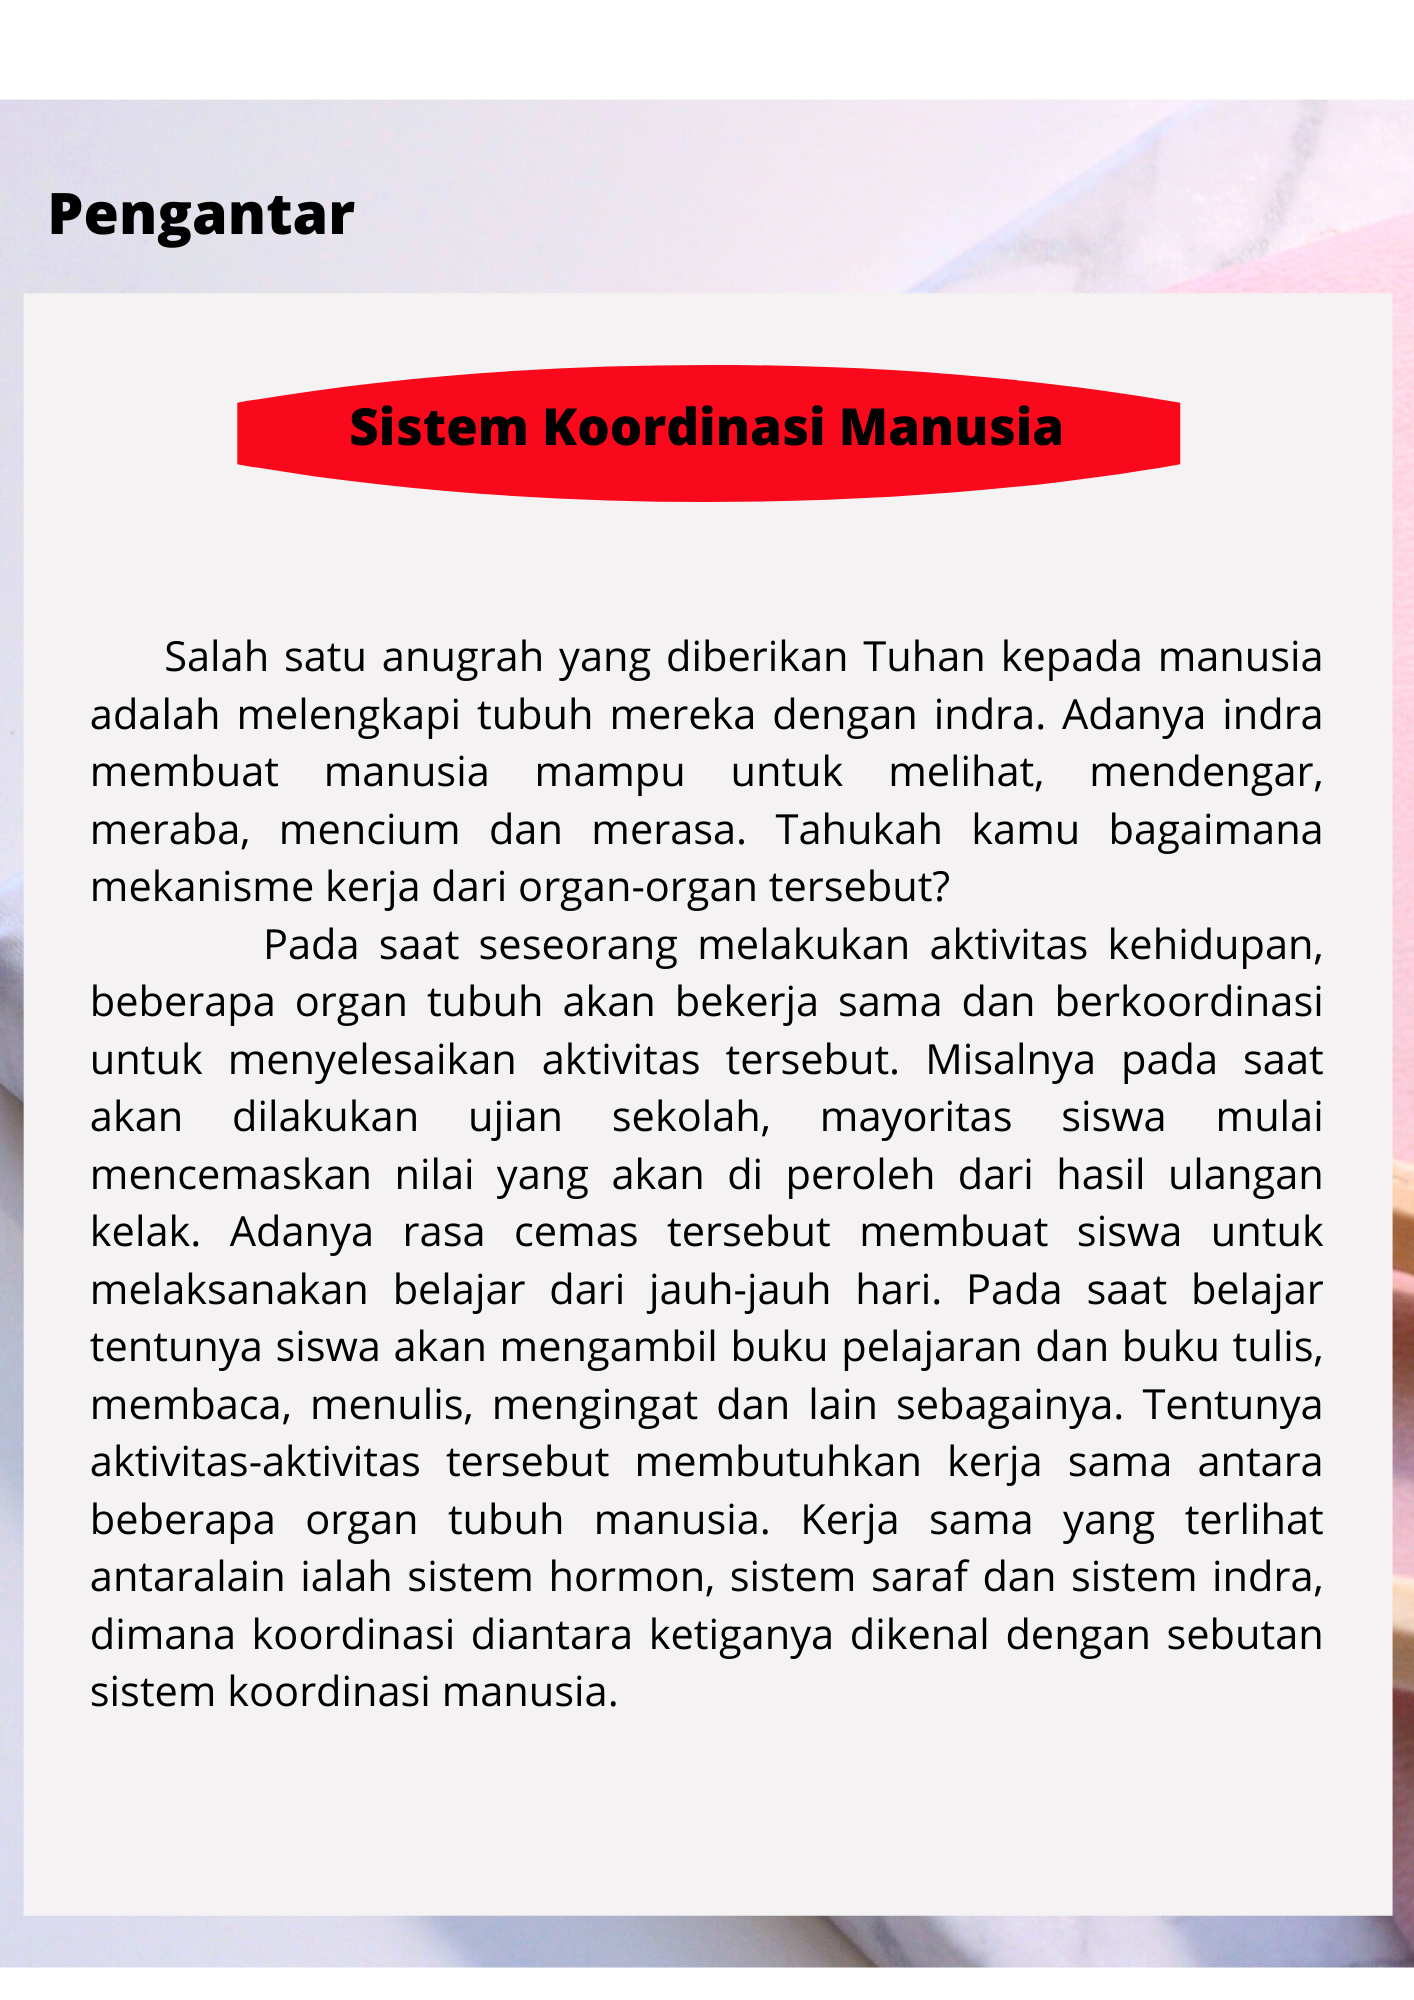 Pengantar
Sistem Koordinasi Manusia
Salah satu anugrah yang diberikan Tuhan kepada manusia
adalah melengkapi tubuh mereka dengan indra. Adanya indra
membuat manusia mampu untuk melihat, mendengar,
meraba, mencium dan merasa. Tahukah kamu bagaimana
mekanisme kerja dari organ-organ tersebut?
Pada saat seseorang melakukan aktivitas kehidupan,
beberapa organ tubuh akan bekerja sama dan berkoordinasi
untuk menyelesaikan aktivitas tersebut. Misalnya pada saat
akan dilakukan ujian sekolah, mayoritas siswa mulai
mencemaskan nilai yang akan di peroleh dari hasil ulangan
kelak. Adanya rasa cemas tersebut membuat siswa untuk
melaksanakan belajar dari jauh-jauh hari. Pada saat belajar
tentunya siswa akan mengambil buku pelajaran dan buku tulis,
membaca, menulis, mengingat dan lain sebagainya. Tentunya
aktivitas-aktivitas tersebut membutuhkan kerja sama antara
beberapa organ tubuh manusia. Kerja sama yang terlihat
antaralain ialah sistem hormon, sistem saraf dan sistem indra,
dimana koordinasi diantara ketiganya dikenal dengan sebutan
sistem koordinasi manusia.